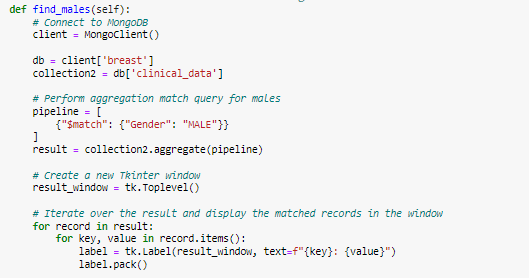 def find_males(self):
    # Connect to MongoDB
    client = MongoClient()
    db = client['breast']
    collection2 = db['clinical_data']
    # Perform aggregation match query for males
    pipeline = [
        {"$match": {"Gender": "MALE"}}
    ]
    result = collection2.aggregate(pipeline)
    # Create a new Tkinter window
    result_window = tk.Toplevel()
    # Iterate over the result and display the matched records in the window
    for record in result:
        for key, value in record.items():
            label = tk.Label(result_window, text=f"{key}: {value}")
            label.pack()